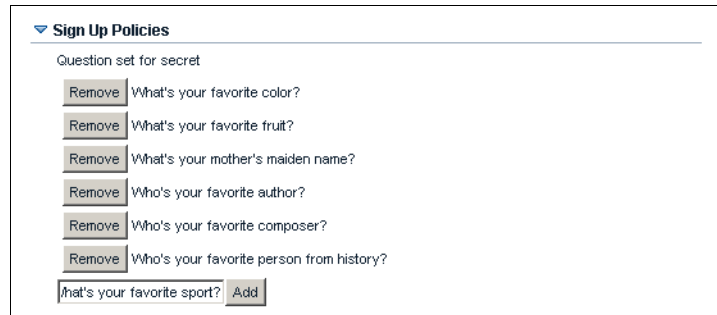 Sign Up Policies
Question set for secret
Remove What's your favorite color?
Remove What's your favorite fruit?
Remove What's your mother's maiden name?
Remove Who's your favorite author?
Remove Who's your favorite composer?
Remove Who's your favorite person from history?
hat's your favorite sport? Add